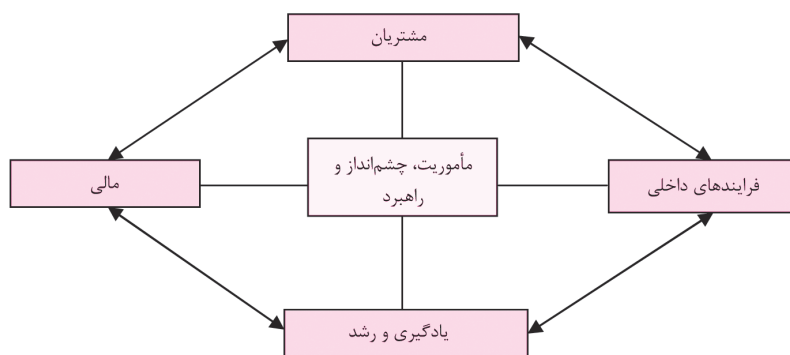 مشتریان
مأموریت، چشم‌انداز و
راهبرد
فرایندهای داخلی
مالی
یادگیری و رشد